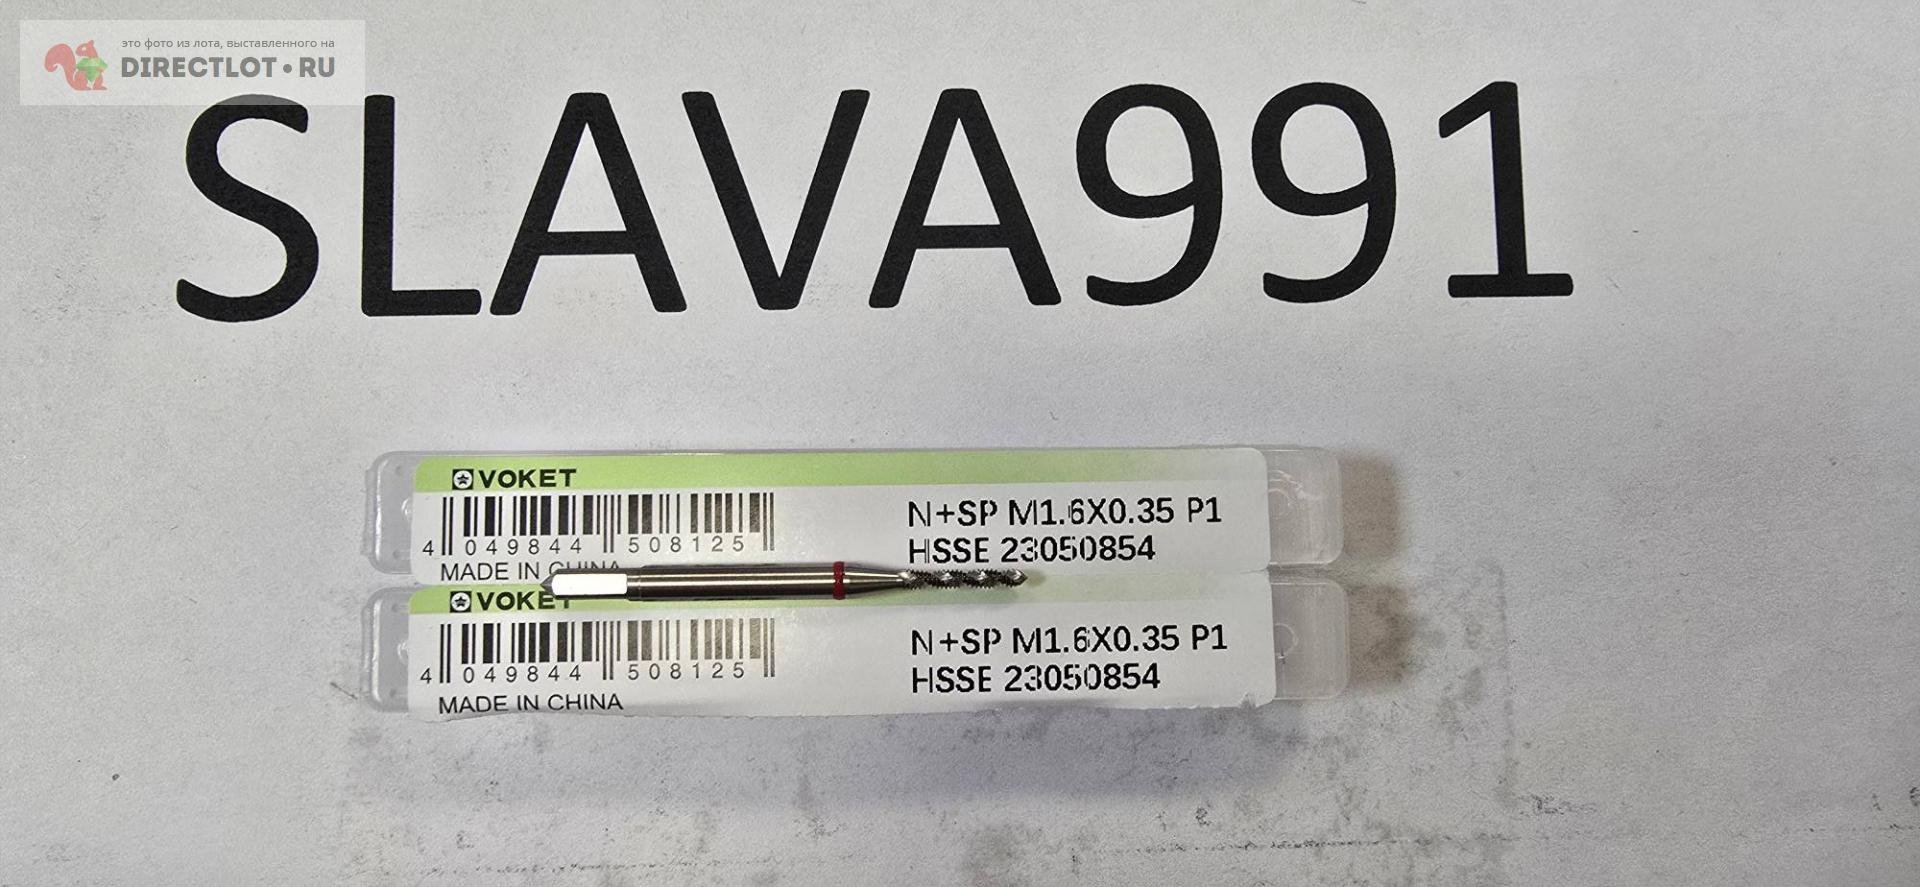 это фото из лота, выставленного на
DIRECTLOT•RU
SLAVA991
VOKET
4 049844 508125
N+SP M1.6X0.35 P1
HSSE 23050854
MADE IN CHINA
VOKET
4 049844 508125
N+SP M1.6X0.35 P1
HSSE 23050854
MADE IN CHINA